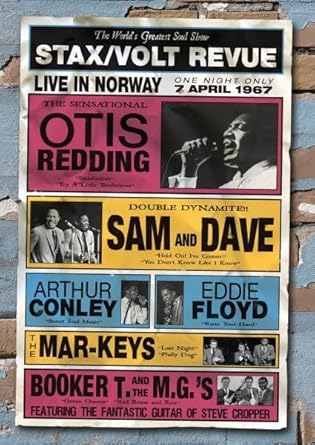 The World's Greatest Soul Show
STAX/VOLT REVUE
LIVE IN NORWAY
ONE NIGHT ONLY
7 APRIL 1967
THE SENSATIONAL
OTIS
REDDING
"Satisfaction"
"Try A Little Tenderness"
DOUBLE DYNAMITE!!
SAM AND DAVE
"Hold On! I'm Comin'"
"You Don't Know Like I Know"
ARTHUR
CONLEY
"Sweet Soul Music"
EDDIE
FLOYD
"Raise Your Hand"
THE
MAR-KEYS
"Last Night"
"Philly Dog"
BOOKER T. AND THE M.G.'S
"Green Onions" "Red Beans and Rice"
FEATURING THE FANTASTIC GUITAR OF STEVE CROPPER